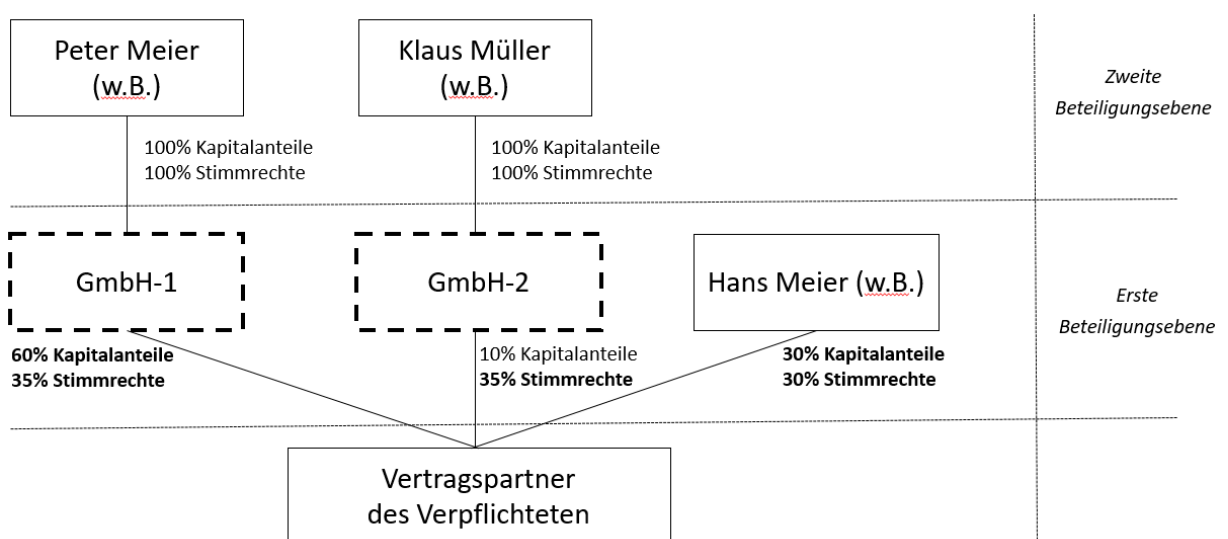 Peter Meier
(w.B.)
Klaus Müller
(w.B.)
Zweite
Beteiligungsebene
100% Kapitalanteile
100% Stimmrechte
100% Kapitalanteile
100% Stimmrechte
GmbH-1
GmbH-2
Hans Meier (w.B.)
Erste
Beteiligungsebene
60% Kapitalanteile
35% Stimmrechte
10% Kapitalanteile
35% Stimmrechte
30% Kapitalanteile
30% Stimmrechte
Vertragspartner
des Verpflichteten